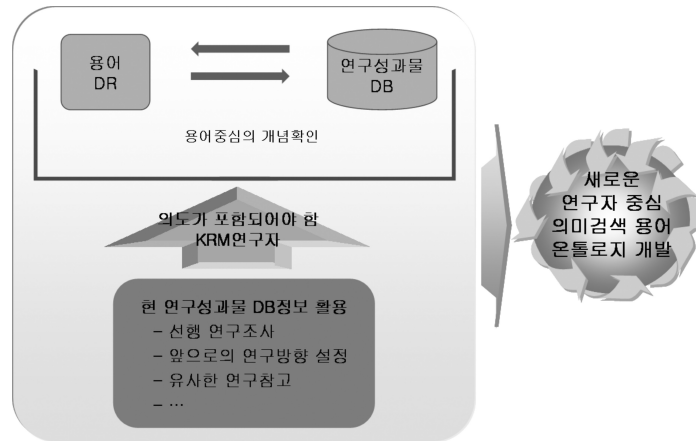 용어
DR
연구성과물
DB
용어중심의 개념확인
의도가 포함되어야 함
KRM연구자
현 연구성과물 DB정보 활용
– 선행 연구조사
– 앞으로의 연구방향 설정
– 유사한 연구참고
– …
새로운
연구자 중심
의미검색 용어
온톨로지 개발